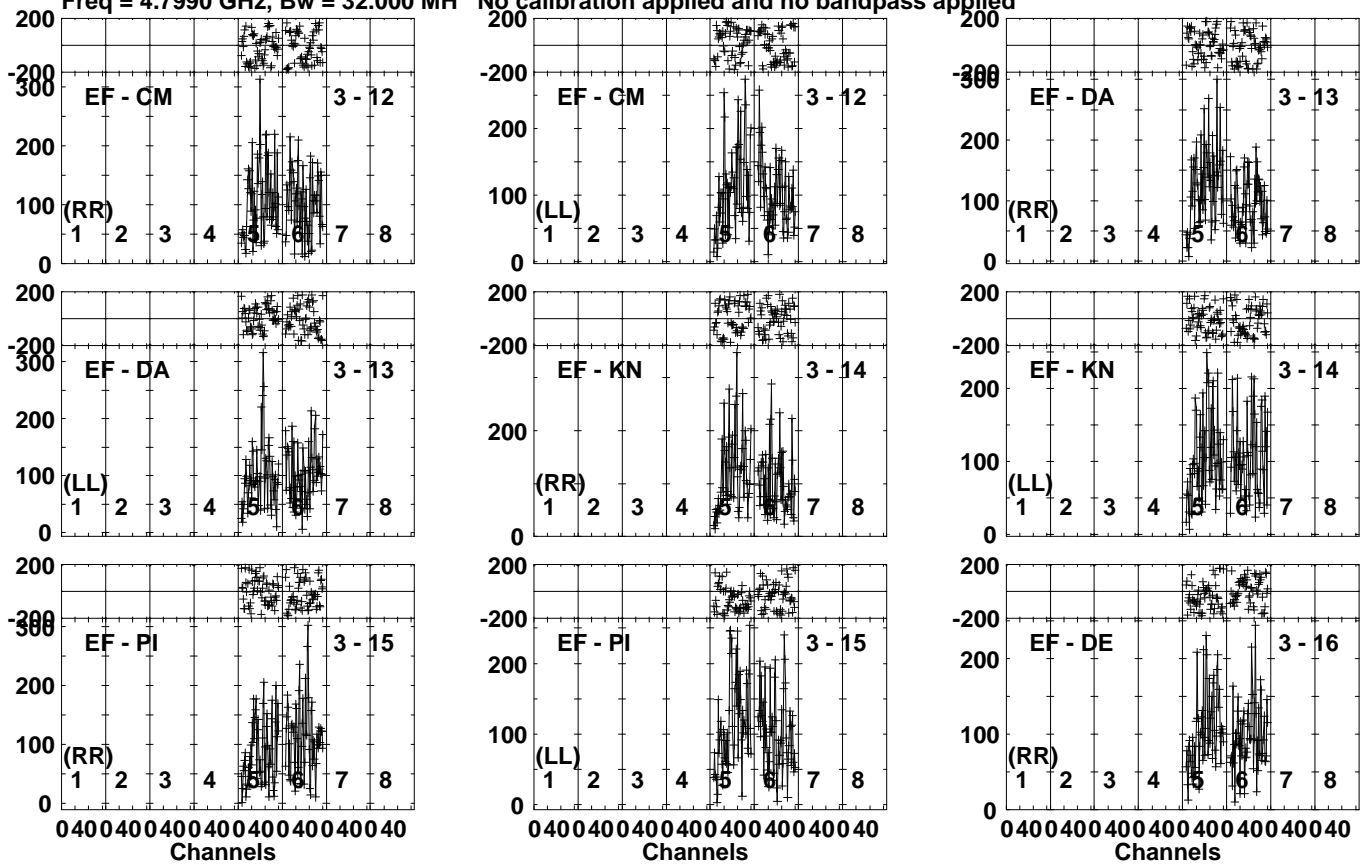 Freq = 4.7990 GHz, Bw = 32.000 MH No calibration applied and no bandpass applied
200 200 200
-200 -200 -200
300 EF - CM 3 - 12 EF - CM 3 - 12 300 EF - DA 3 - 13
200 200 200
100 100 100
(RR) (LL) (RR)
1 2 3 4 5 6 7 8 1 2 3 4 5 6 7 8 1 2 3 4 5 6 7 8
0 0 0
200 200 200
-200 -200 -200
300 EF - DA 3 - 13 EF - KN 3 - 14 EF - KN 3 - 14
200 200 200
100 100
(LL) (RR) (LL)
1 2 3 4 5 6 7 8 1 2 3 4 5 6 7 8 1 2 3 4 5 6 7 8
0 0 0
200 200 200
-200 -200 -200
300 EF - PI 3 - 15 EF - PI 3 - 15 EF - DE 3 - 16
200 200 200
100 100 100
(RR) (LL) (RR)
1 2 3 4 5 6 7 8 1 2 3 4 5 6 7 8 1 2 3 4 5 6 7 8
0 0 0
0 40 0 40 0 40 0 40 0 40 0 40 0 40 0 40 0 40 0 40 0 40 0 40 0 40 0 40 0 40 0 40 0 40 0 40 0 40 0 40 0 40 0 40 0 40 0 40
Channels Channels Channels